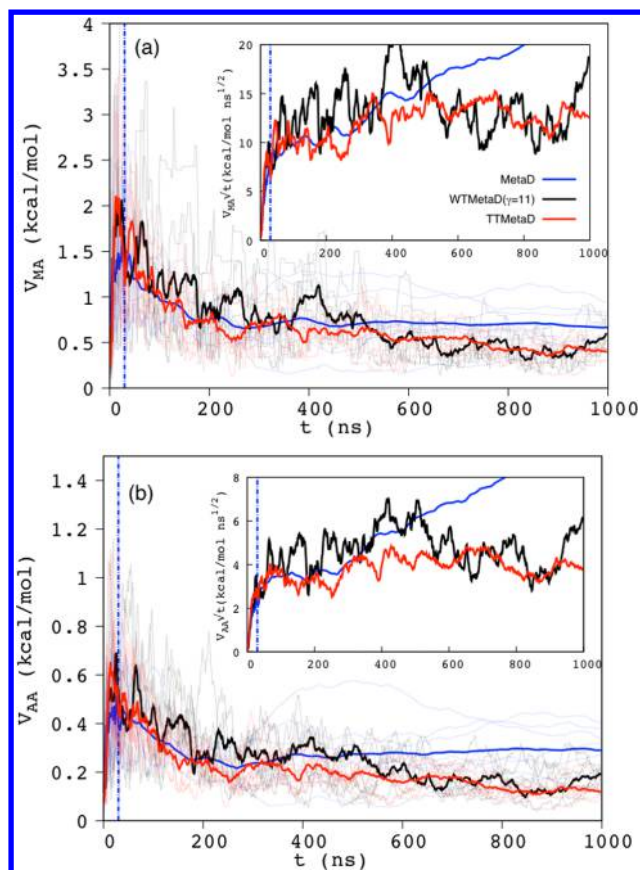 4
3.5
3
2.5
2
1.5
1
0.5
0
V_MA (kcal/mol)
(a)
20
15
10
5
0
V_MA√t(kcal/mol ns^1/2)
MetaD
WTMetaD(γ=11)
TTMetaD
0 200 400 600 800 1000
0 200 400 600 800 1000
t (ns)
1.4
1.2
1
0.8
0.6
0.4
0.2
0
V_AA (kcal/mol)
(b)
8
6
4
2
0
V_AA√t(kcal/mol ns^1/2)
0 200 400 600 800 1000
0 200 400 600 800 1000
t (ns)